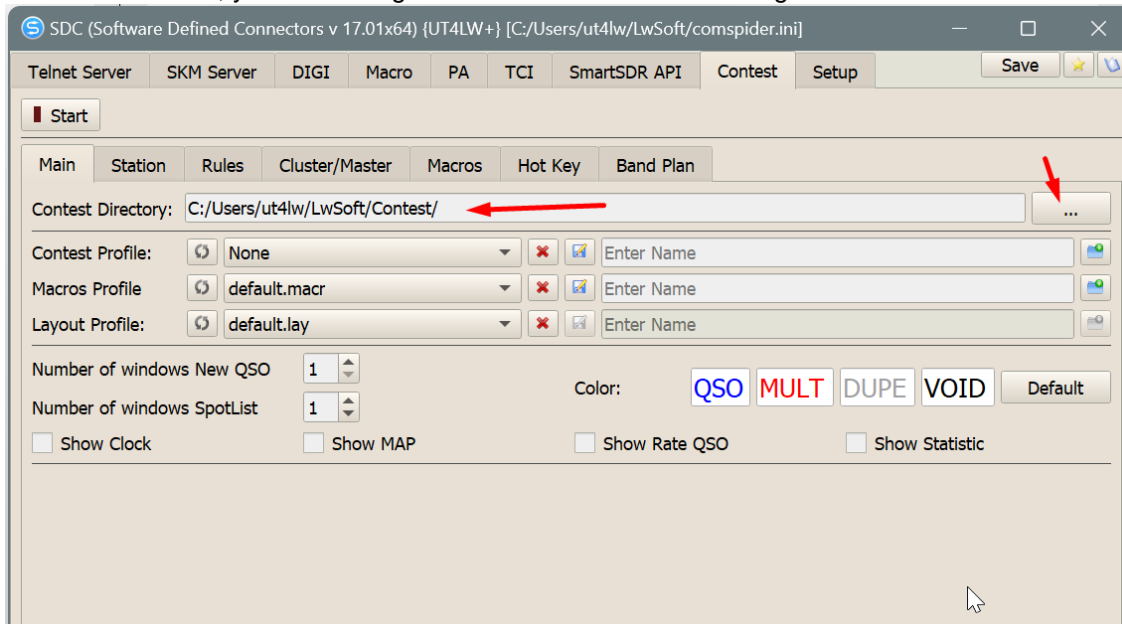 SDC (Software Defined Connectors v 17.01x64) {UT4LW+} [C:/Users/ut4lw/LwSoft/comspider.ini]
Telnet Server SKM Server DIGI Macro PA TCI SmartSDR API Contest Setup Save
Start
Main Station Rules Cluster/Master Macros Hot Key Band Plan
Contest Directory: C:/Users/ut4lw/LwSoft/Contest/ ...
Contest Profile: None Enter Name
Macros Profile default.macr Enter Name
Layout Profile: default.lay Enter Name
Number of windows New QSO 1
Color: QSO MULT DUPE VOID Default
Number of windows SpotList 1
Show Clock Show MAP Show Rate QSO Show Statistic